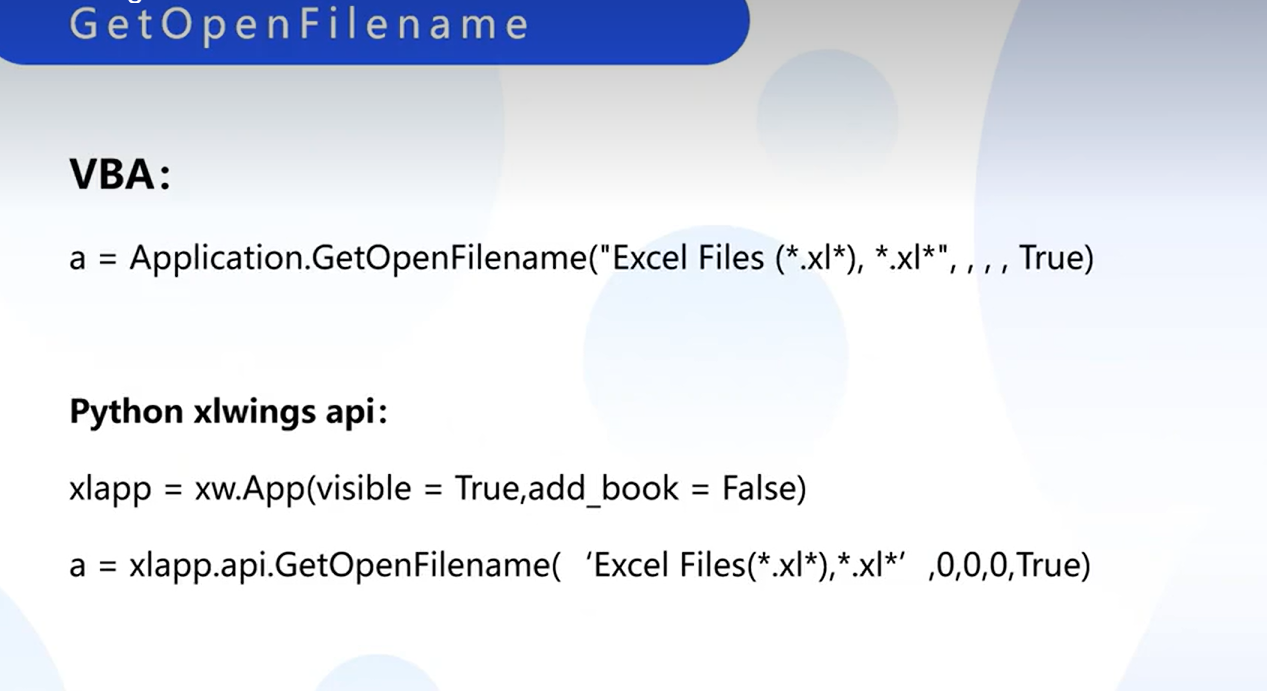 GetOpenFilename
VBA：
a = Application.GetOpenFilename("Excel Files (*.xl*), *.xl*", , , , True)
Python xlwings api：
xlapp = xw.App(visible = True,add_book = False)
a = xlapp.api.GetOpenFilename( ‘Excel Files(*.xl*),*.xl*’ ,0,0,0,True)